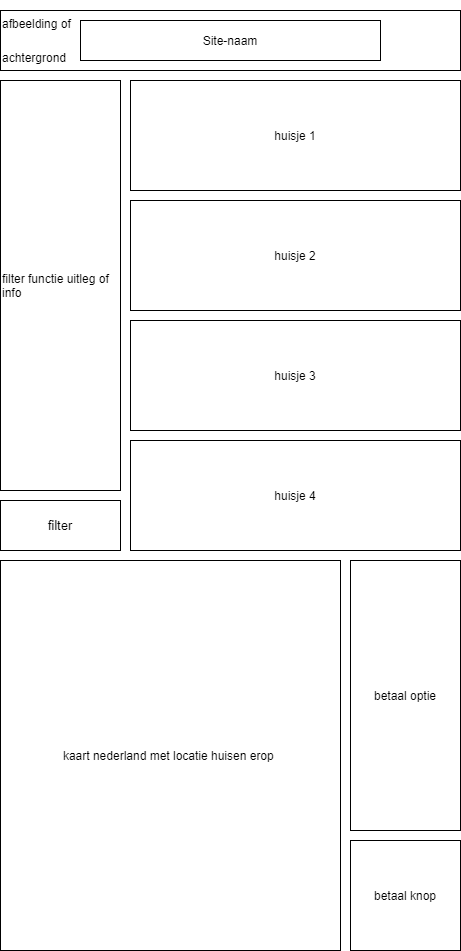 afbeelding of
achtergrond
Site-naam
huisje 1
huisje 2
filter functie uitleg of
info
huisje 3
huisje 4
filter
kaart nederland met locatie huisen erop
betaal optie
betaal knop